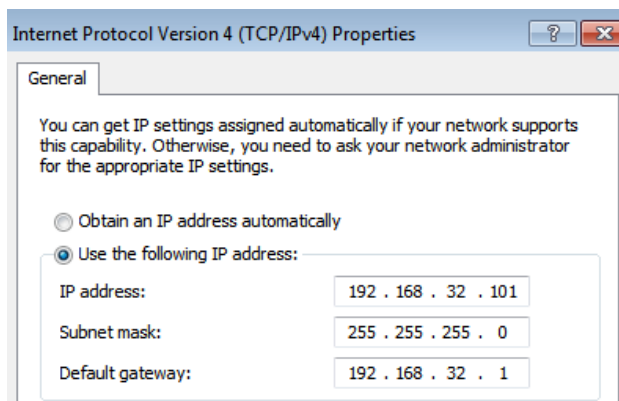 Internet Protocol Version 4 (TCP/IPv4) Properties
General
You can get IP settings assigned automatically if your network supports
this capability. Otherwise, you need to ask your network administrator
for the appropriate IP settings.
Obtain an IP address automatically
Use the following IP address:
IP address: 192 . 168 . 32 . 101
Subnet mask: 255 . 255 . 255 . 0
Default gateway: 192 . 168 . 32 . 1